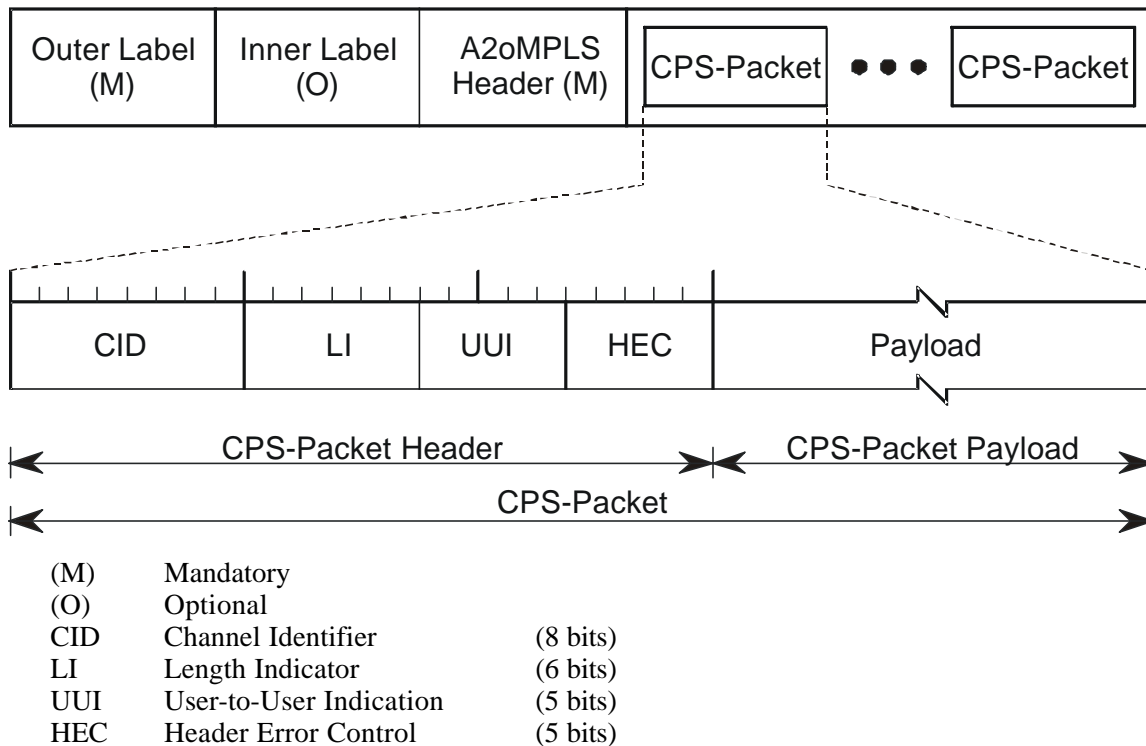 Outer Label (M) Inner Label (O) A2oMPLS Header (M) CPS-Packet CPS-Packet
CID LI UUI HEC Payload
CPS-Packet Header CPS-Packet Payload
CPS-Packet
(M) Mandatory
(O) Optional
CID Channel Identifier (8 bits)
LI Length Indicator (6 bits)
UUI User-to-User Indication (5 bits)
HEC Header Error Control (5 bits)